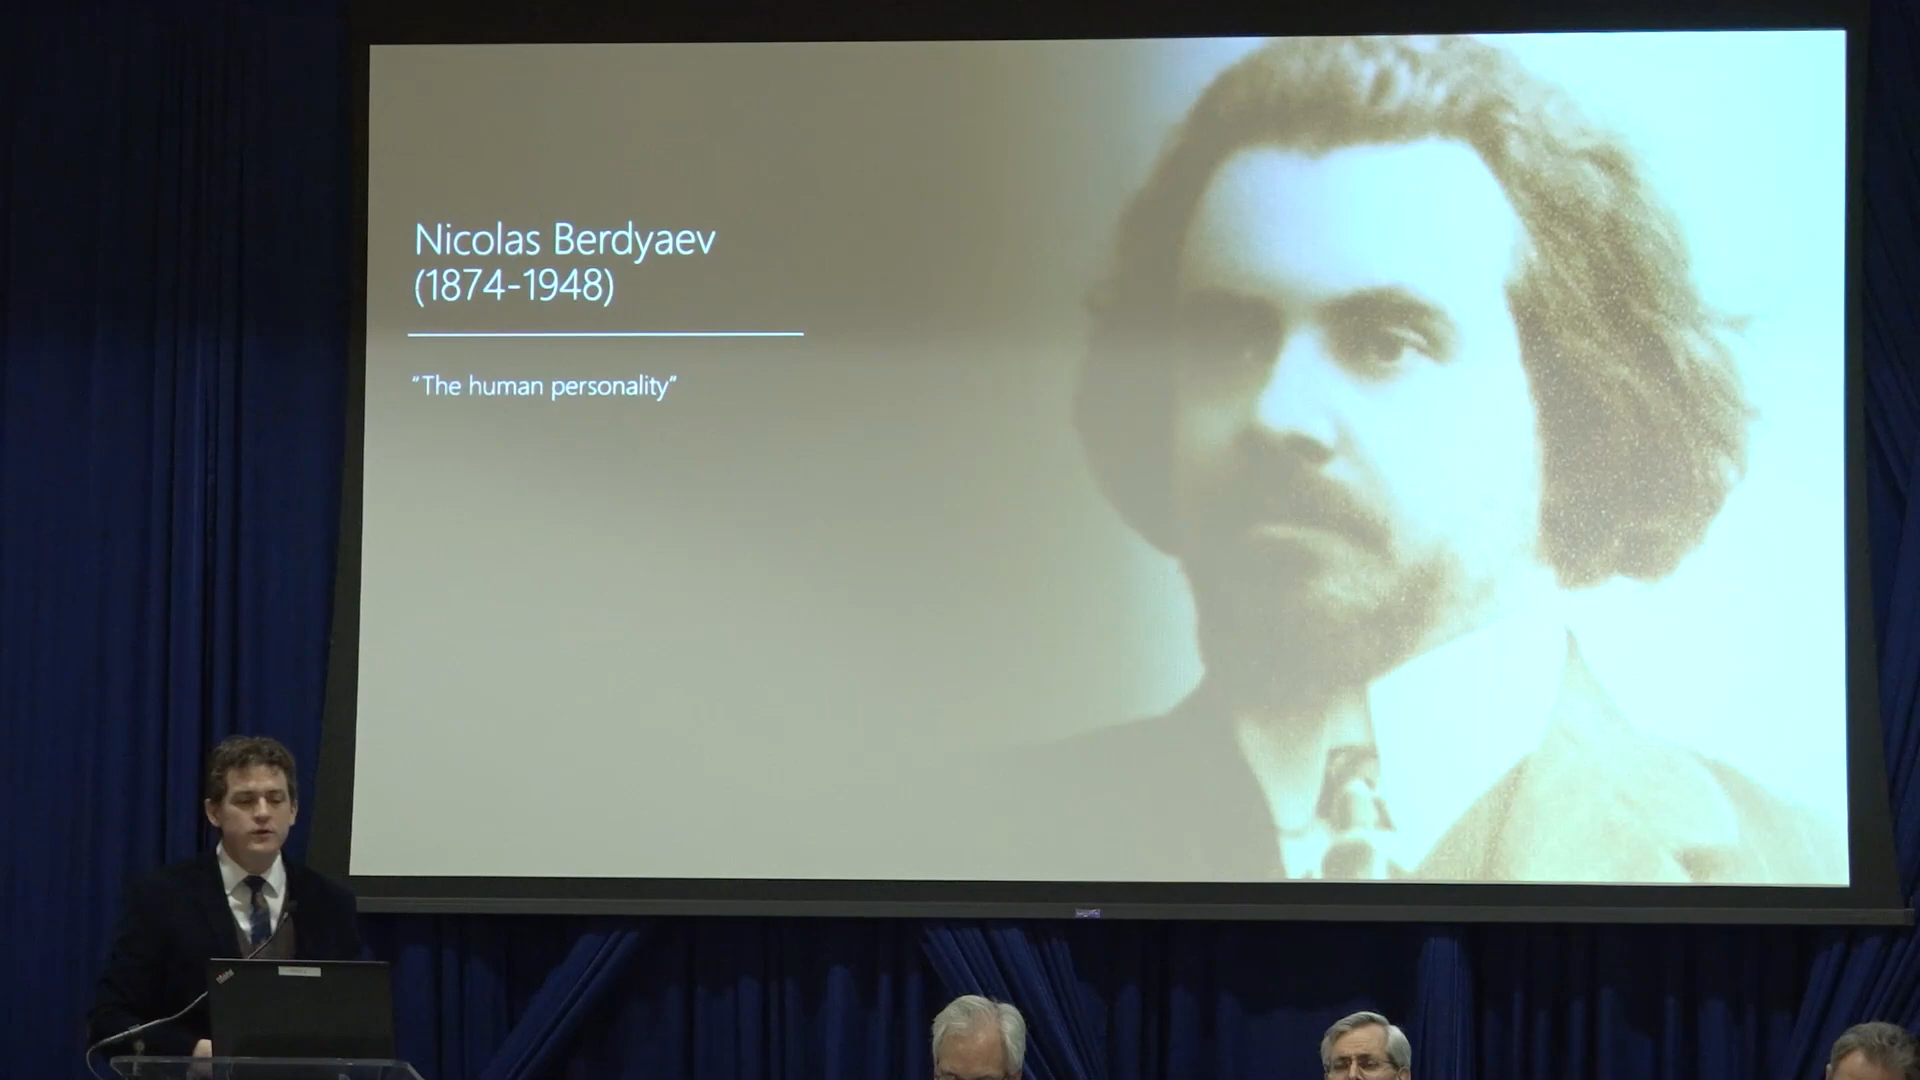 Nicolas Berdyaev
(1874-1948)
“The human personality”